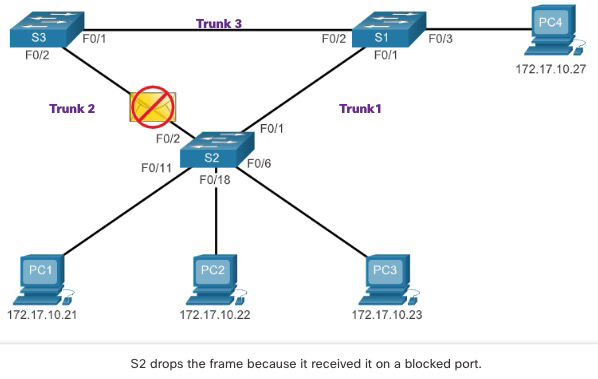 Trunk 3
S3
F0/1
F0/2
F0/2
S1
F0/3
F0/1
PC4
172.17.10.27
Trunk 2
Trunk1
F0/1
F0/2
S2
F0/11
F0/18
F0/6
PC1
172.17.10.21
PC2
172.17.10.22
PC3
172.17.10.23
S2 drops the frame because it received it on a blocked port.